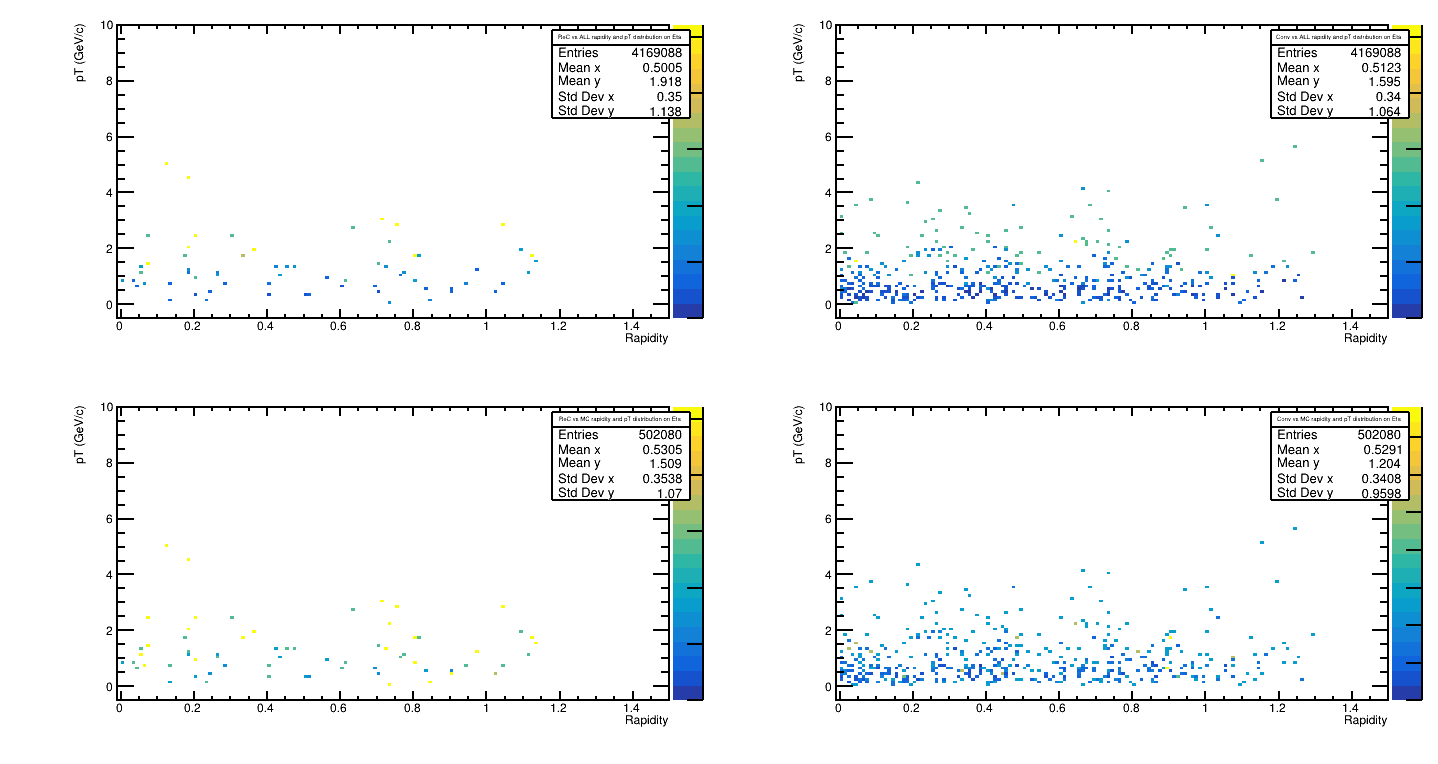 pT (GeV/c)
10
8
6
4
2
0
0
0.2
0.4
0.6
0.8
1
1.2
1.4
Rapidity
ReC vs ALL rapidity and pT distribution on Eta
Entries 4169088
Mean x 0.5005
Mean y 1.918
Std Dev x 0.35
Std Dev y 1.138
pT (GeV/c)
10
8
6
4
2
0
0
0.2
0.4
0.6
0.8
1
1.2
1.4
Rapidity
Conv vs ALL rapidity and pT distribution on Eta
Entries 4169088
Mean x 0.5123
Mean y 1.595
Std Dev x 0.34
Std Dev y 1.064
pT (GeV/c)
10
8
6
4
2
0
0
0.2
0.4
0.6
0.8
1
1.2
1.4
Rapidity
ReC vs MC rapidity and pT distribution on Eta
Entries 502080
Mean x 0.5305
Mean y 1.509
Std Dev x 0.3538
Std Dev y 1.07
pT (GeV/c)
10
8
6
4
2
0
0
0.2
0.4
0.6
0.8
1
1.2
1.4
Rapidity
Conv vs MC rapidity and pT distribution on Eta
Entries 502080
Mean x 0.5291
Mean y 1.204
Std Dev x 0.3408
Std Dev y 0.9598